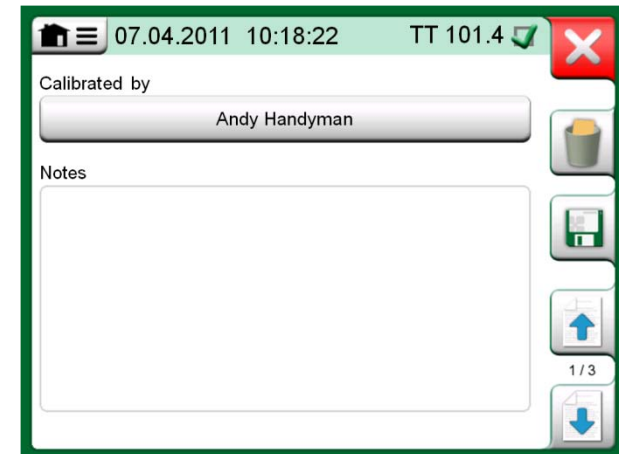 07.04.2011 10:18:22 TT 101.4
Calibrated by
Andy Handyman
Notes
1 / 3